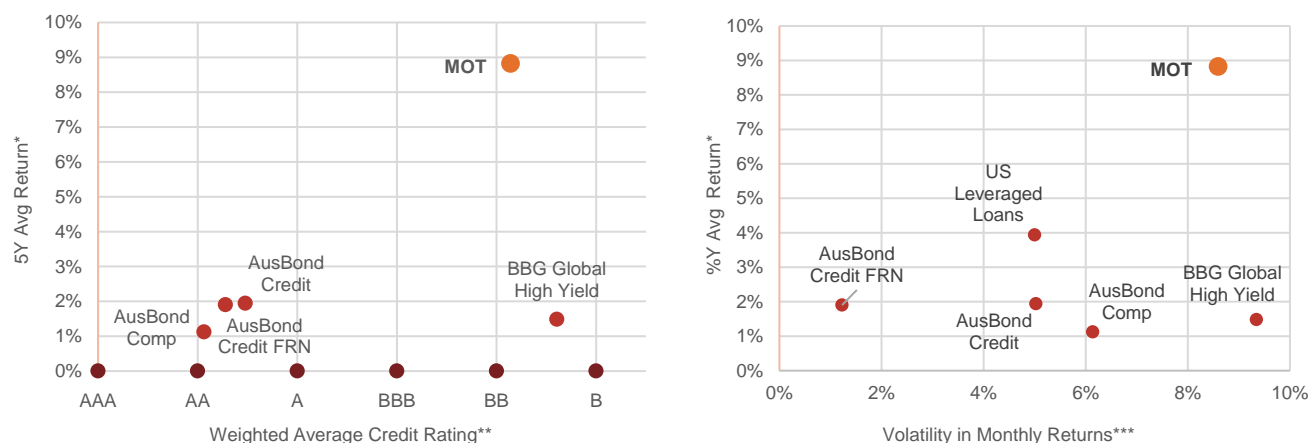 10%
9%
8%
7%
6%
5%
4%
3%
2%
1%
0%
5Y Avg Return*
MOT
AusBond
Credit
BBG Global
High Yield
AusBond
Comp
AusBond
Credit FRN
AAA
AA
A
BBB
BB
B
Weighted Average Credit Rating**
10%
9%
8%
7%
6%
5%
4%
3%
2%
1%
0%
%Y Avg Return*
MOT
US
Leveraged
Loans
AusBond
Credit FRN
BBG Global
High Yield
AusBond
Comp
AusBond
Credit
0%
2%
4%
6%
8%
10%
Volatility in Monthly Returns***